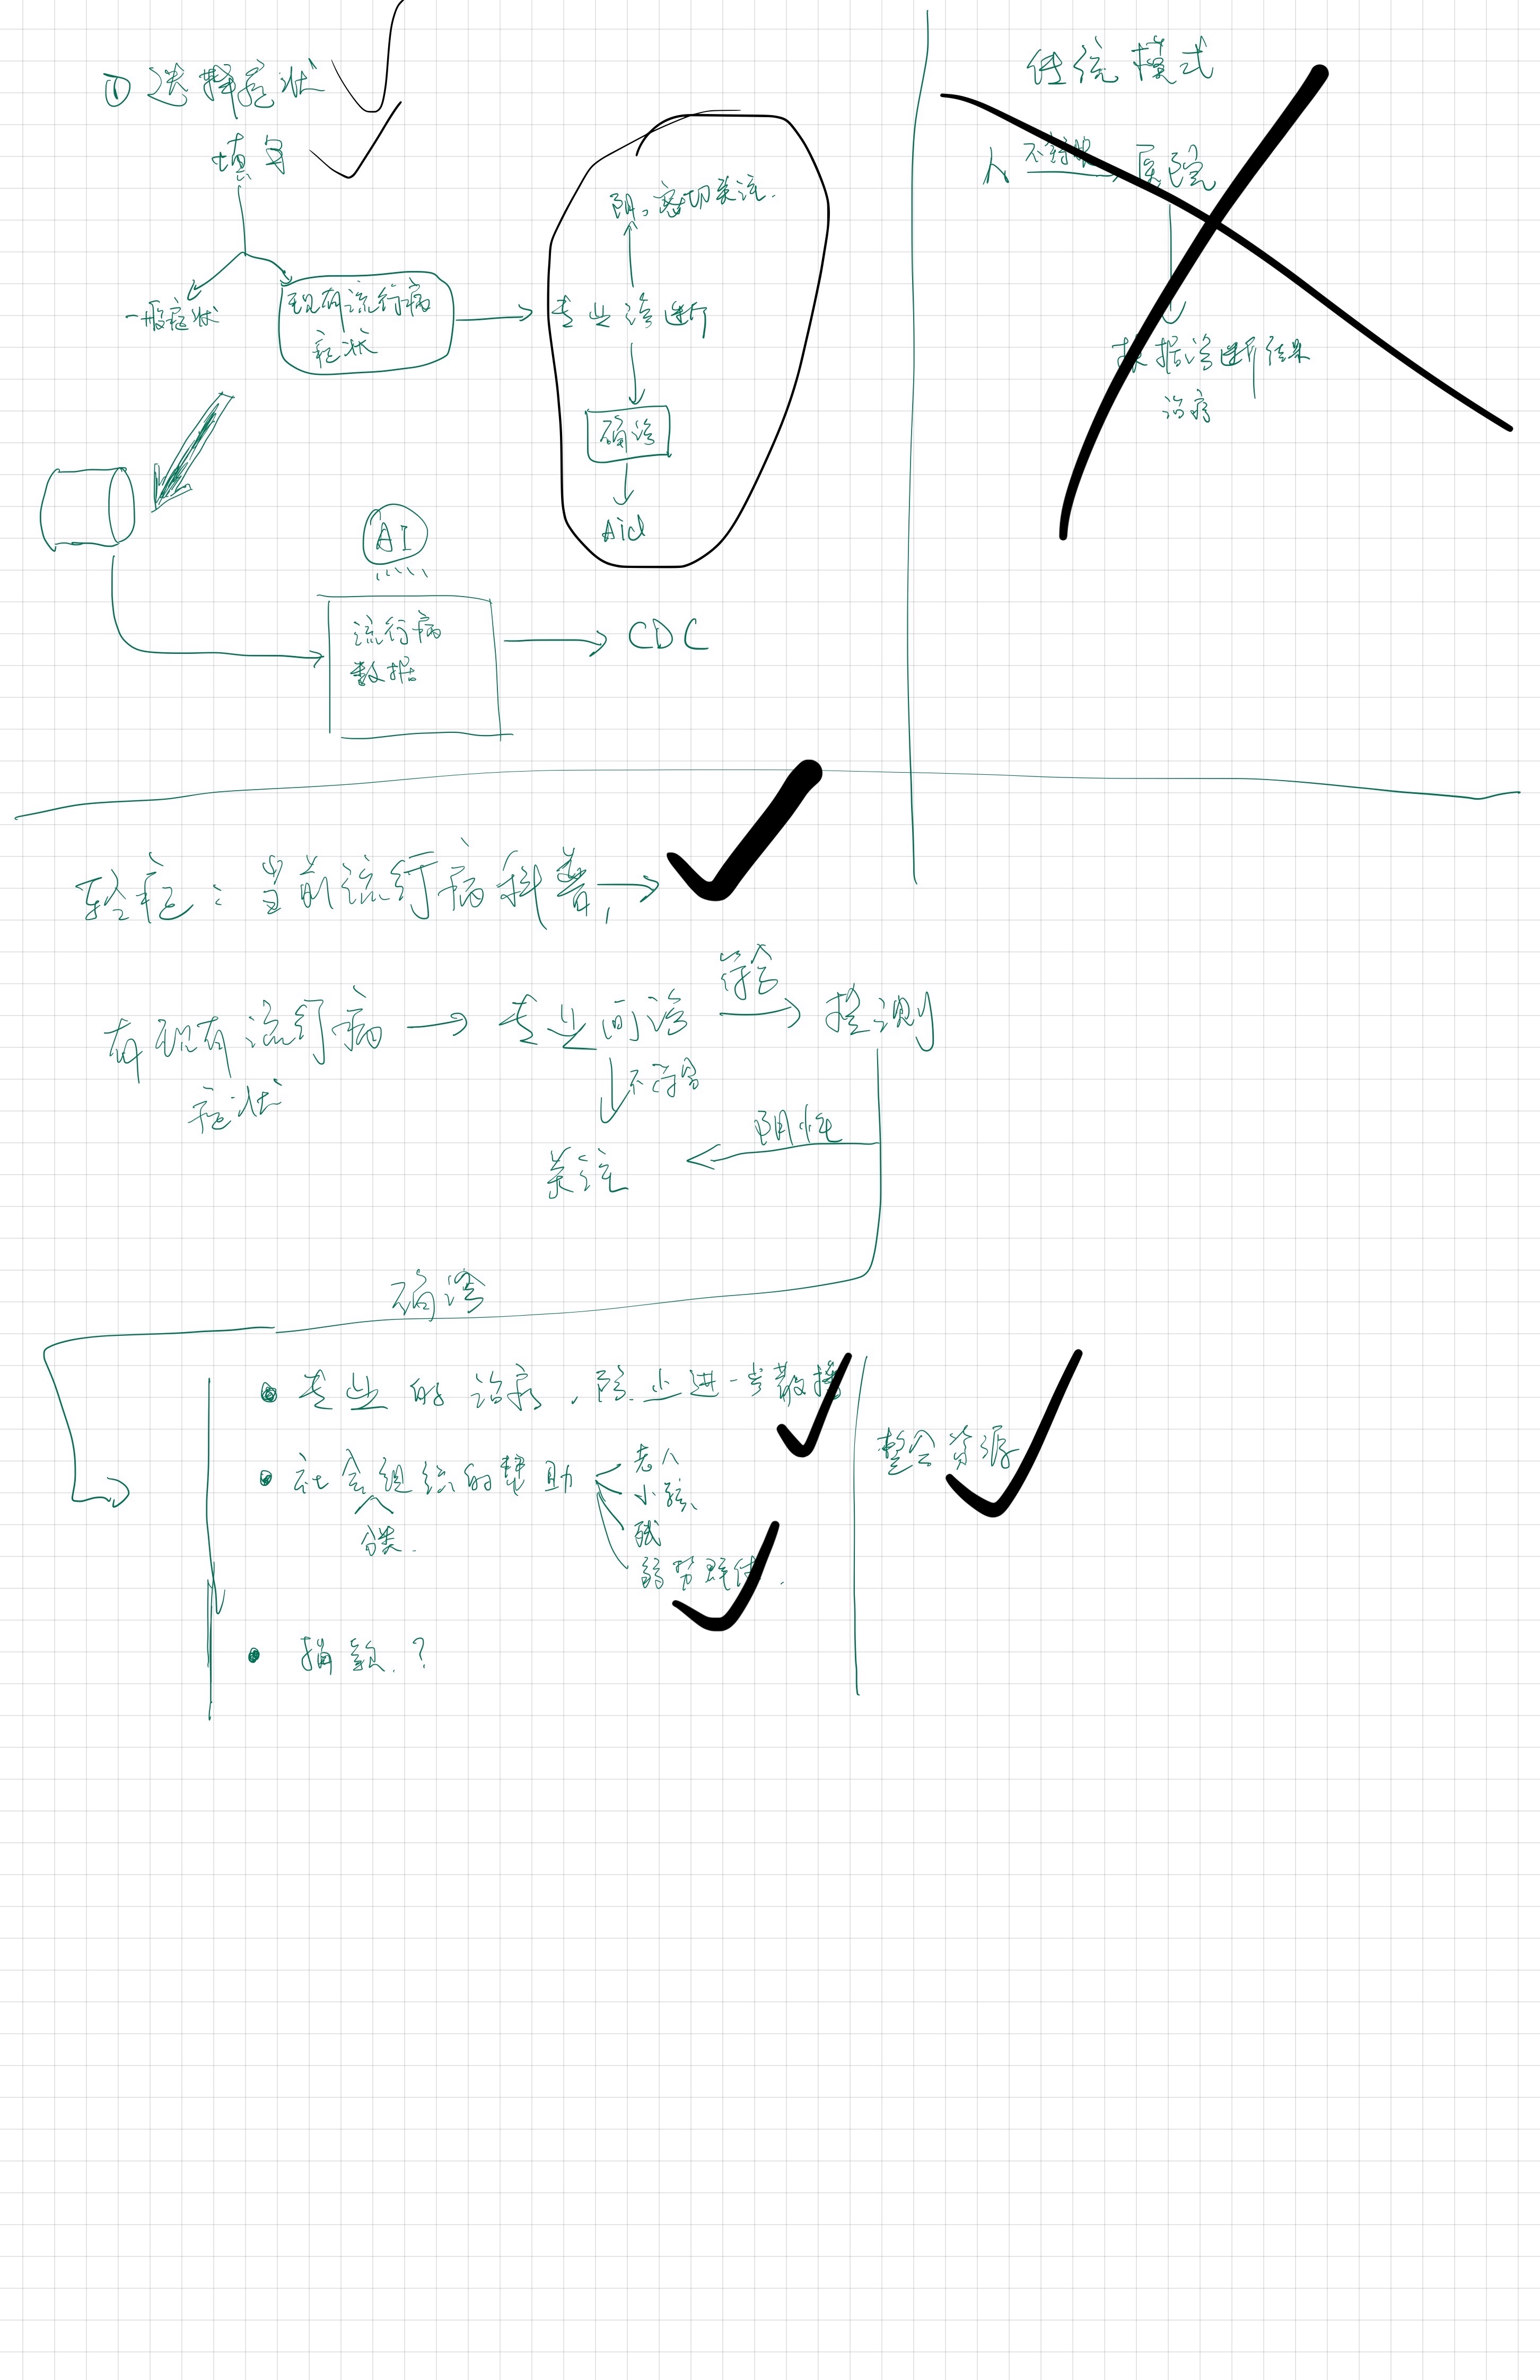 ① 选择症状
填写
一般症状
现有流行病
症状
阴。密切关注.
专业诊断
确诊
Aid
AI
流行病
数据
CDC
传统模式
人
医院
根据诊断结果
治疗
轻症：当前流行病科普，
有现有流行病
症状
专业问诊
符合
检测
不符合
关注
阴性
确诊
专业的治疗，防止进一步散播
社会组织的帮助
分类.
老人
小孩、
残
弱势群体.
捐款.？
整合资源